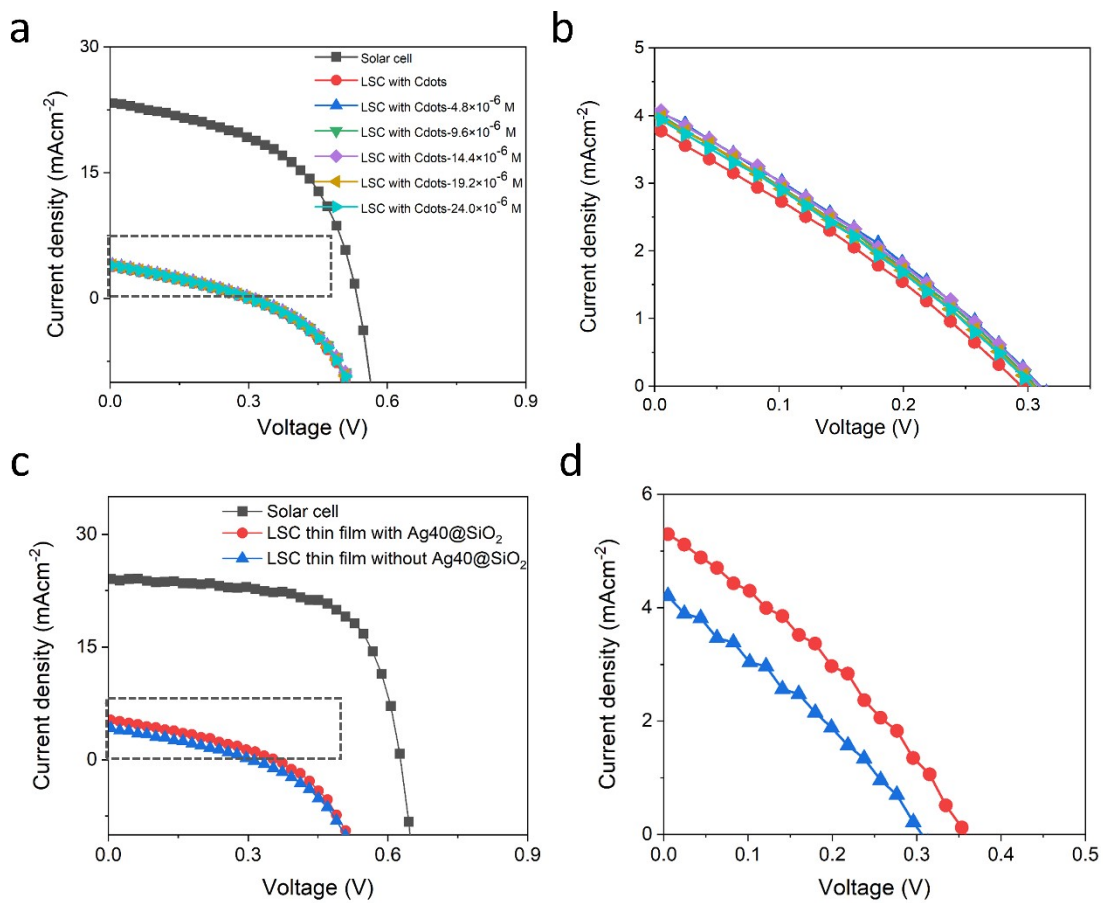 a
30
15
0
Current density (mAcm⁻²)
Solar cell
LSC with Cdots
LSC with Cdots-4.8×10⁻⁶ M
LSC with Cdots-9.6×10⁻⁶ M
LSC with Cdots-14.4×10⁻⁶ M
LSC with Cdots-19.2×10⁻⁶ M
LSC with Cdots-24.0×10⁻⁶ M
0.0 0.3 0.6 0.9
Voltage (V)
b
5
4
3
2
1
0
Current density (mAcm⁻²)
0.0 0.1 0.2 0.3
Voltage (V)
c
30
15
0
Current density (mAcm⁻²)
Solar cell
LSC thin film with Ag40@SiO₂
LSC thin film without Ag40@SiO₂
0.0 0.3 0.6 0.9
Voltage (V)
d
6
4
2
0
Current density (mAcm⁻²)
0.0 0.1 0.2 0.3 0.4 0.5
Voltage (V)